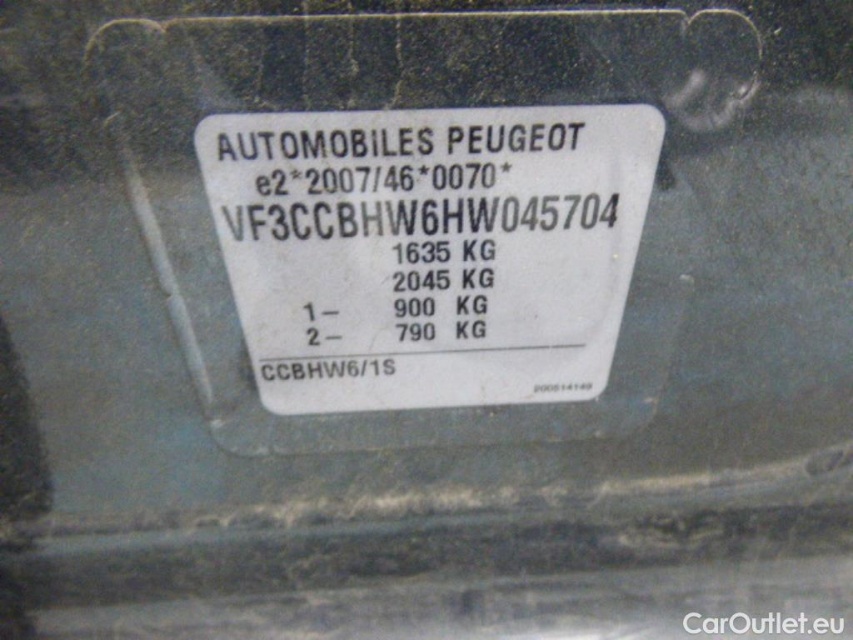 AUTOMOBILES PEUGEOT
e2*2007/46*0070*
VF3CCBHW6HW045704
1635 KG
2045 KG
1- 900 KG
2- 790 KG
CCBHW6/1S
200514149
CarOutlet.eu